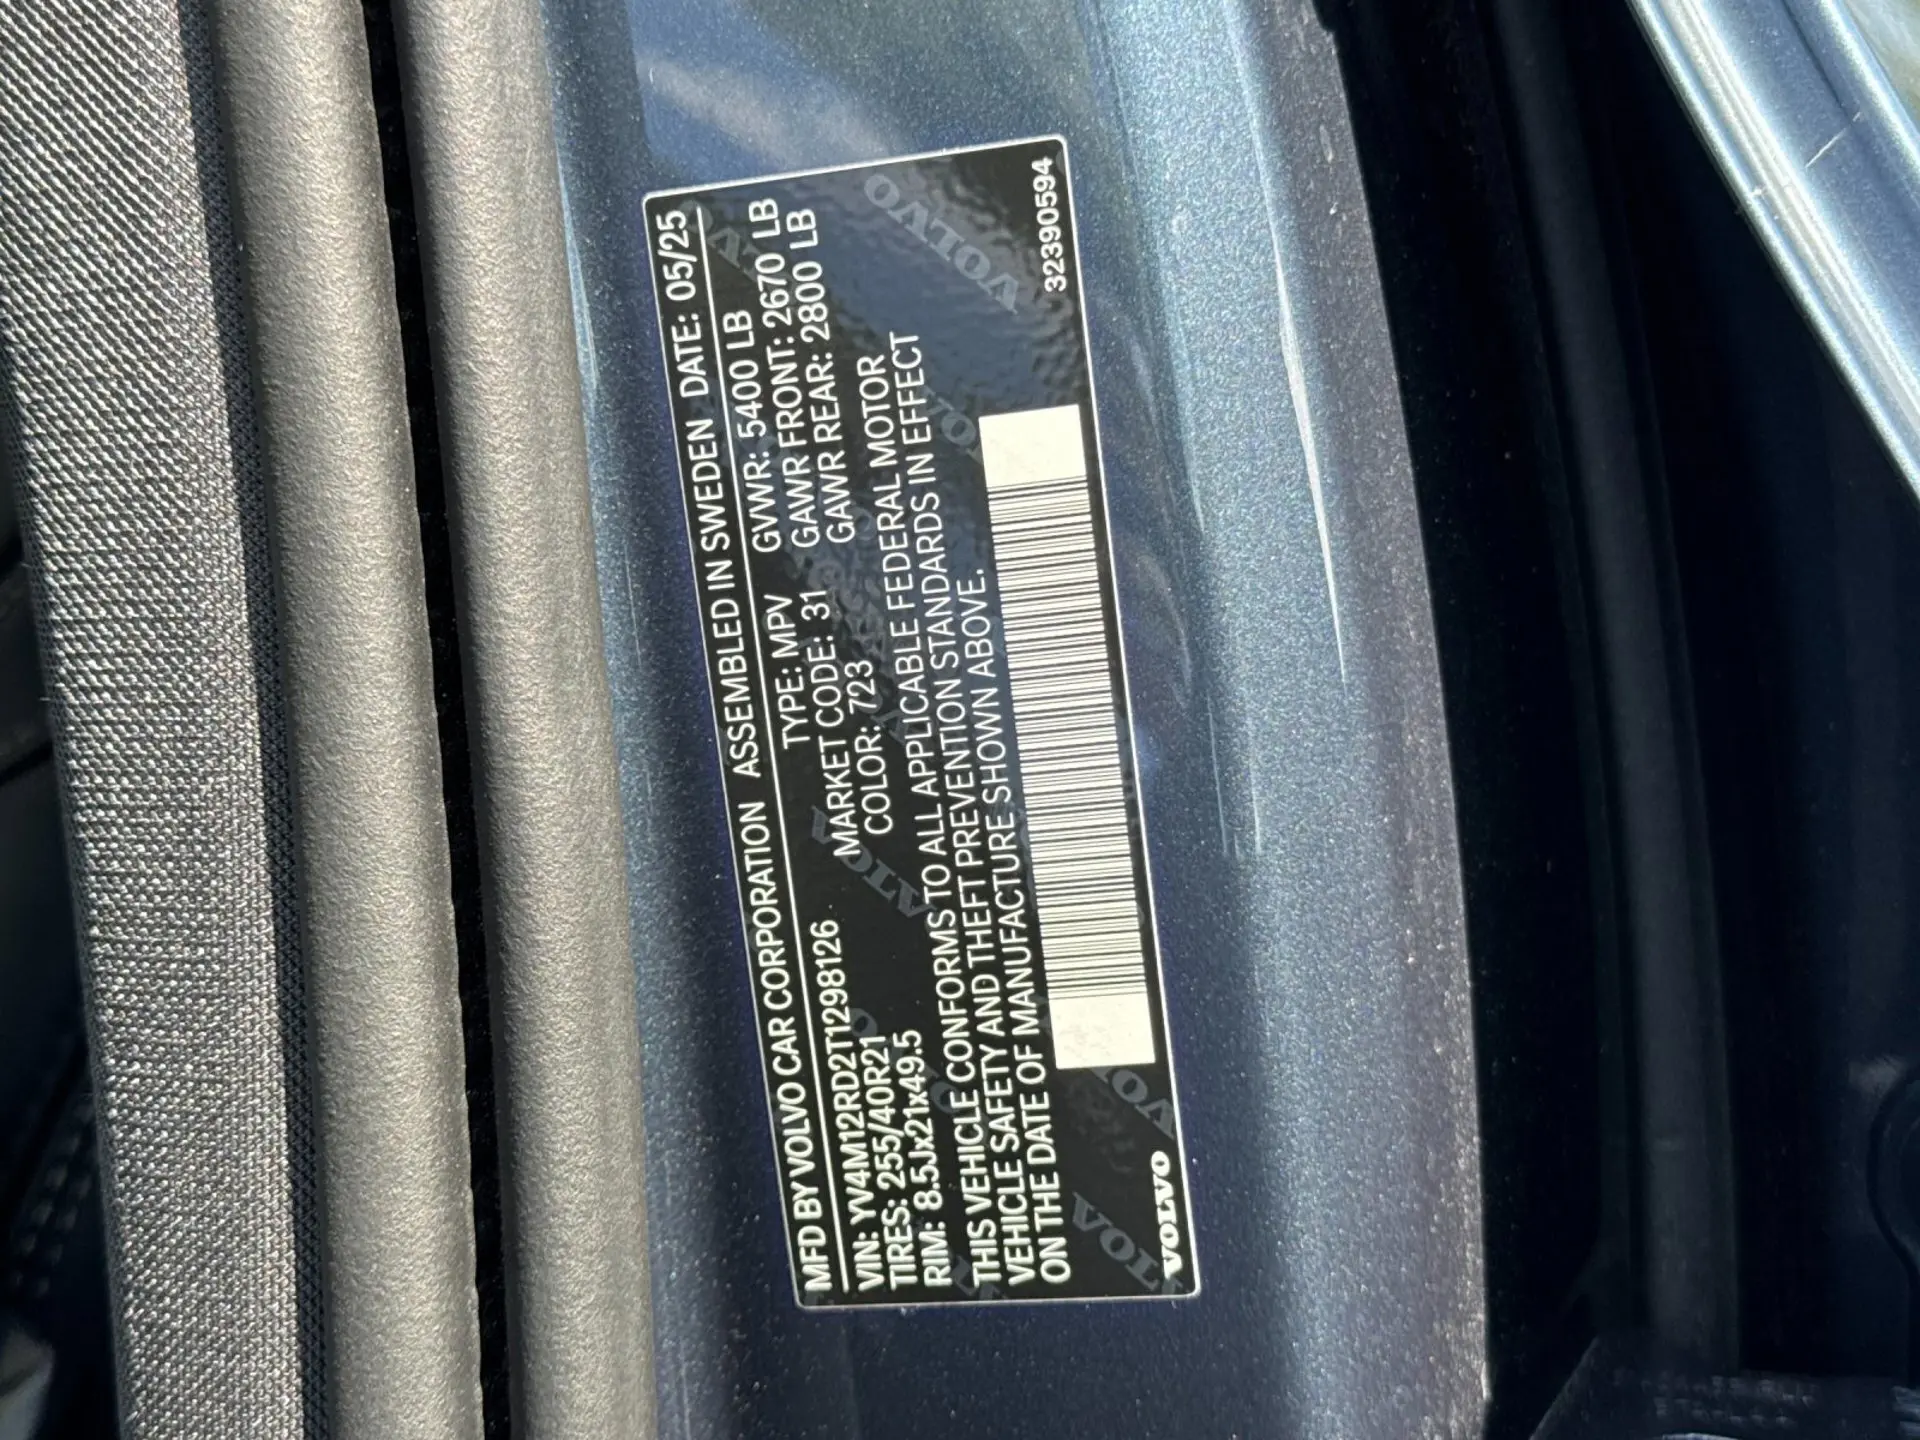 MFD BY VOLVO CAR CORPORATION ASSEMBLED IN SWEDEN DATE: 05/25
VIN: YV4M12RD2T1298126 TYPE: MPV GVWR: 5400 LB
TIRES: 255/40R21 MARKET CODE: 31 GAWR FRONT: 2670 LB
RIM: 8.5Jx21x49.5 COLOR: 723 GAWR REAR: 2800 LB
THIS VEHICLE CONFORMS TO ALL APPLICABLE FEDERAL MOTOR
VEHICLE SAFETY AND THEFT PREVENTION STANDARDS IN EFFECT
ON THE DATE OF MANUFACTURE SHOWN ABOVE.
VOLVO 32390594